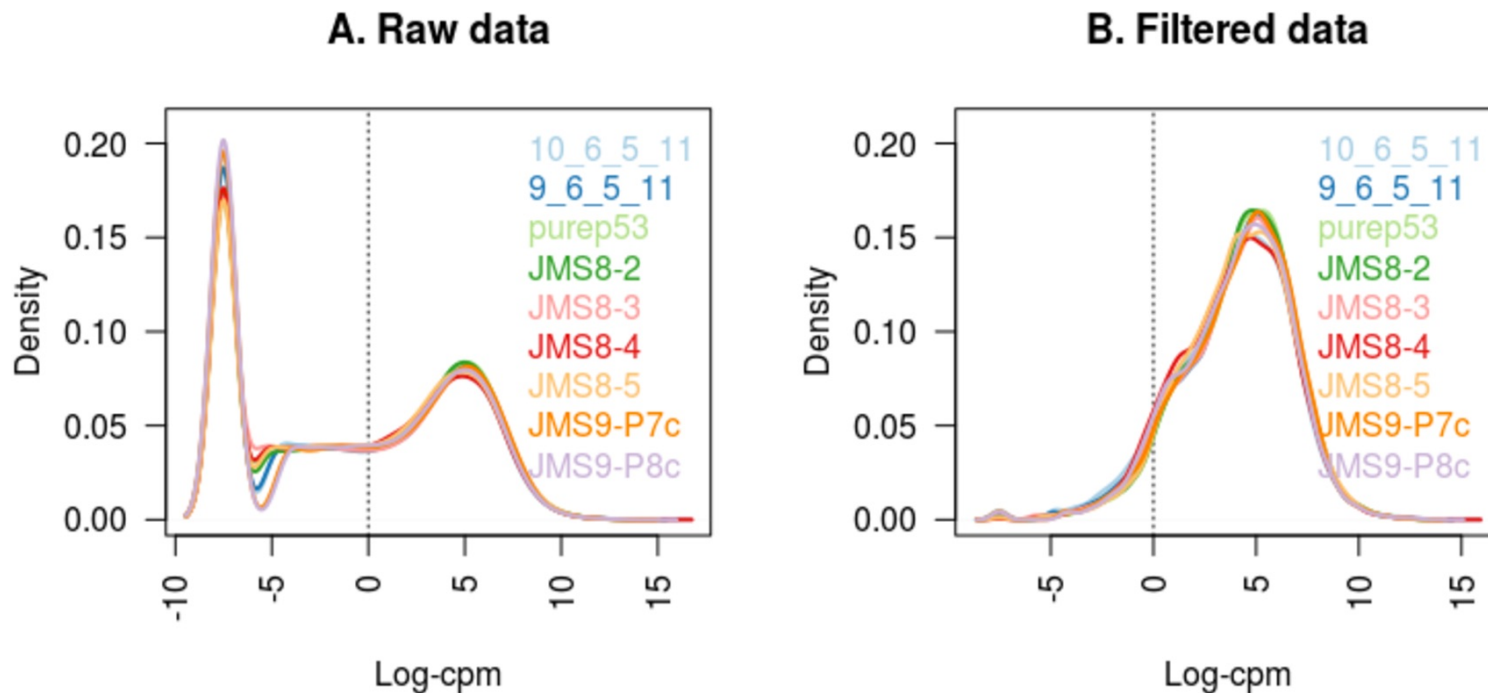 A. Raw data
Density
0.20
0.15
0.10
0.05
0.00
10_6_5_11
9_6_5_11
purep53
JMS8-2
JMS8-3
JMS8-4
JMS8-5
JMS9-P7c
JMS9-P8c
-10
-5
0
5
10
15
Log-cpm
B. Filtered data
Density
0.20
0.15
0.10
0.05
0.00
10_6_5_11
9_6_5_11
purep53
JMS8-2
JMS8-3
JMS8-4
JMS8-5
JMS9-P7c
JMS9-P8c
-5
0
5
10
15
Log-cpm